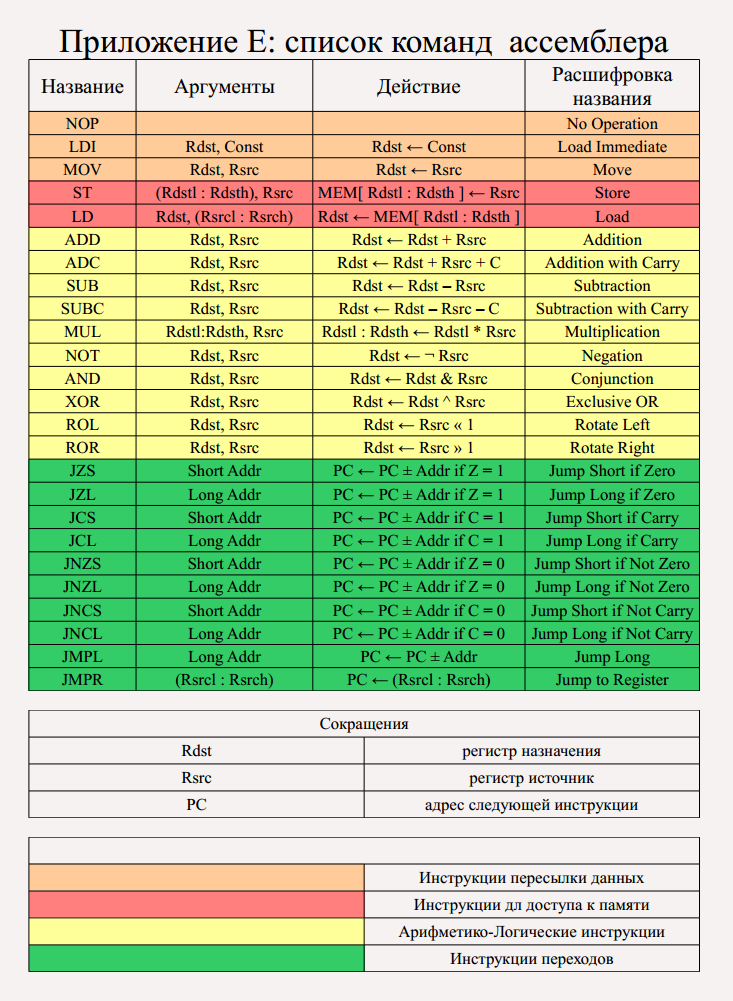 Приложение Е: список команд ассемблера
Название Аргументы Действие Расшифровка названия
NOP No Operation
LDI Rdst, Const Rdst ← Const Load Immediate
MOV Rdst, Rsrc Rdst ← Rsrc Move
ST (Rdstl : Rdsth), Rsrc MEM[ Rdstl : Rdsth ] ← Rsrc Store
LD Rdst, (Rsrcl : Rsrch) Rdst ← MEM[ Rdstl : Rdsth ] Load
ADD Rdst, Rsrc Rdst ← Rdst + Rsrc Addition
ADC Rdst, Rsrc Rdst ← Rdst + Rsrc + C Addition with Carry
SUB Rdst, Rsrc Rdst ← Rdst – Rsrc Subtraction
SUBC Rdst, Rsrc Rdst ← Rdst – Rsrc – C Subtraction with Carry
MUL Rdstl:Rdsth, Rsrc Rdstl : Rdsth ← Rdstl * Rsrc Multiplication
NOT Rdst, Rsrc Rdst ← ¬ Rsrc Negation
AND Rdst, Rsrc Rdst ← Rdst & Rsrc Conjunction
XOR Rdst, Rsrc Rdst ← Rdst ^ Rsrc Exclusive OR
ROL Rdst, Rsrc Rdst ← Rsrc « 1 Rotate Left
ROR Rdst, Rsrc Rdst ← Rsrc » 1 Rotate Right
JZS Short Addr PC ← PC ± Addr if Z = 1 Jump Short if Zero
JZL Long Addr PC ← PC ± Addr if Z = 1 Jump Long if Zero
JCS Short Addr PC ← PC ± Addr if C = 1 Jump Short if Carry
JCL Long Addr PC ← PC ± Addr if C = 1 Jump Long if Carry
JNZS Short Addr PC ← PC ± Addr if Z = 0 Jump Short if Not Zero
JNZL Long Addr PC ← PC ± Addr if Z = 0 Jump Long if Not Zero
JNCS Short Addr PC ← PC ± Addr if C = 0 Jump Short if Not Carry
JNCL Long Addr PC ← PC ± Addr if C = 0 Jump Long if Not Carry
JMPL Long Addr PC ← PC ± Addr Jump Long
JMPR (Rsrcl : Rsrch) PC ← (Rsrcl : Rsrch) Jump to Register
Сокращения
Rdst регистр назначения
Rsrc регистр источник
PC адрес следующей инструкции
Инструкции пересылки данных
Инструкции дл доступа к памяти
Арифметико-Логические инструкции
Инструкции переходов